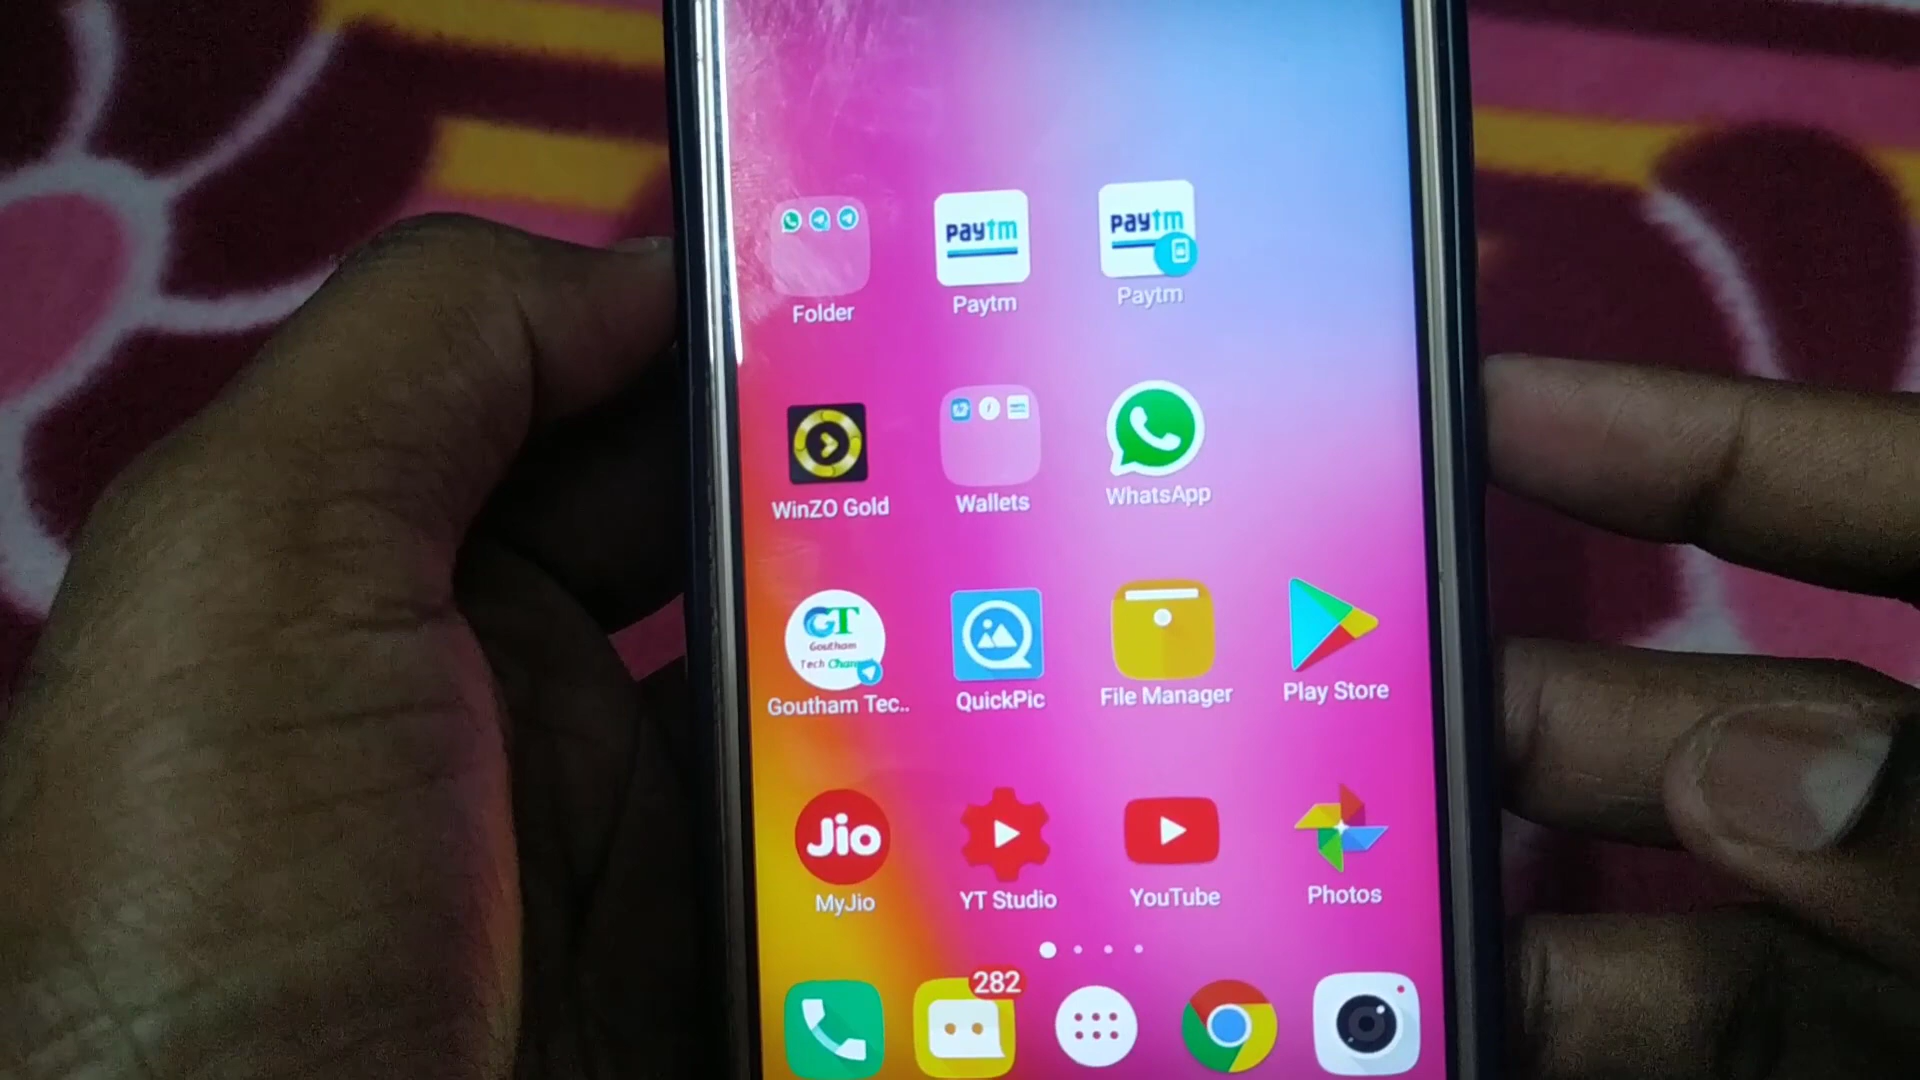 paytm
paytm
Folder
Paytm
Paytm
WinZO Gold
Wallets
WhatsApp
GT
Goutham
Tech Chan
Goutham Tec..
QuickPic
File Manager
Play Store
Jio
MyJio
YT Studio
YouTube
Photos
282